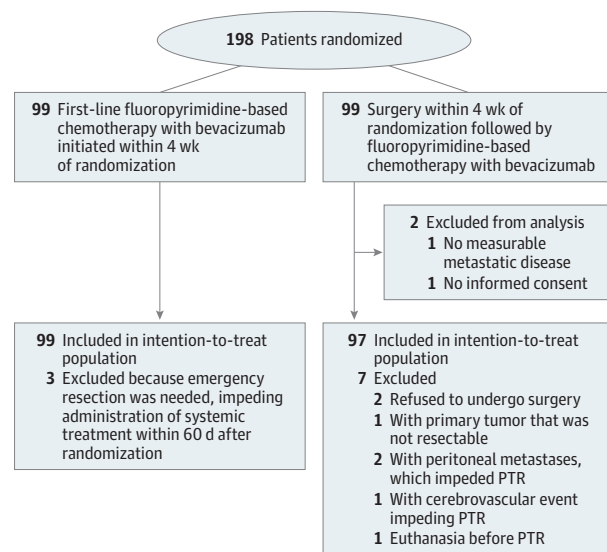 198 Patients randomized
99 First-line fluoropyrimidine-based
chemotherapy with bevacizumab
initiated within 4 wk
of randomization
99 Surgery within 4 wk of
randomization followed by
fluoropyrimidine-based
chemotherapy with bevacizumab
2 Excluded from analysis
1 No measurable
metastatic disease
1 No informed consent
99 Included in intention-to-treat
population
3 Excluded because emergency
resection was needed, impeding
administration of systemic
treatment within 60 d after
randomization
97 Included in intention-to-treat
population
7 Excluded
2 Refused to undergo surgery
1 With primary tumor that was
not resectable
2 With peritoneal metastases,
which impeded PTR
1 With cerebrovascular event
impeding PTR
1 Euthanasia before PTR